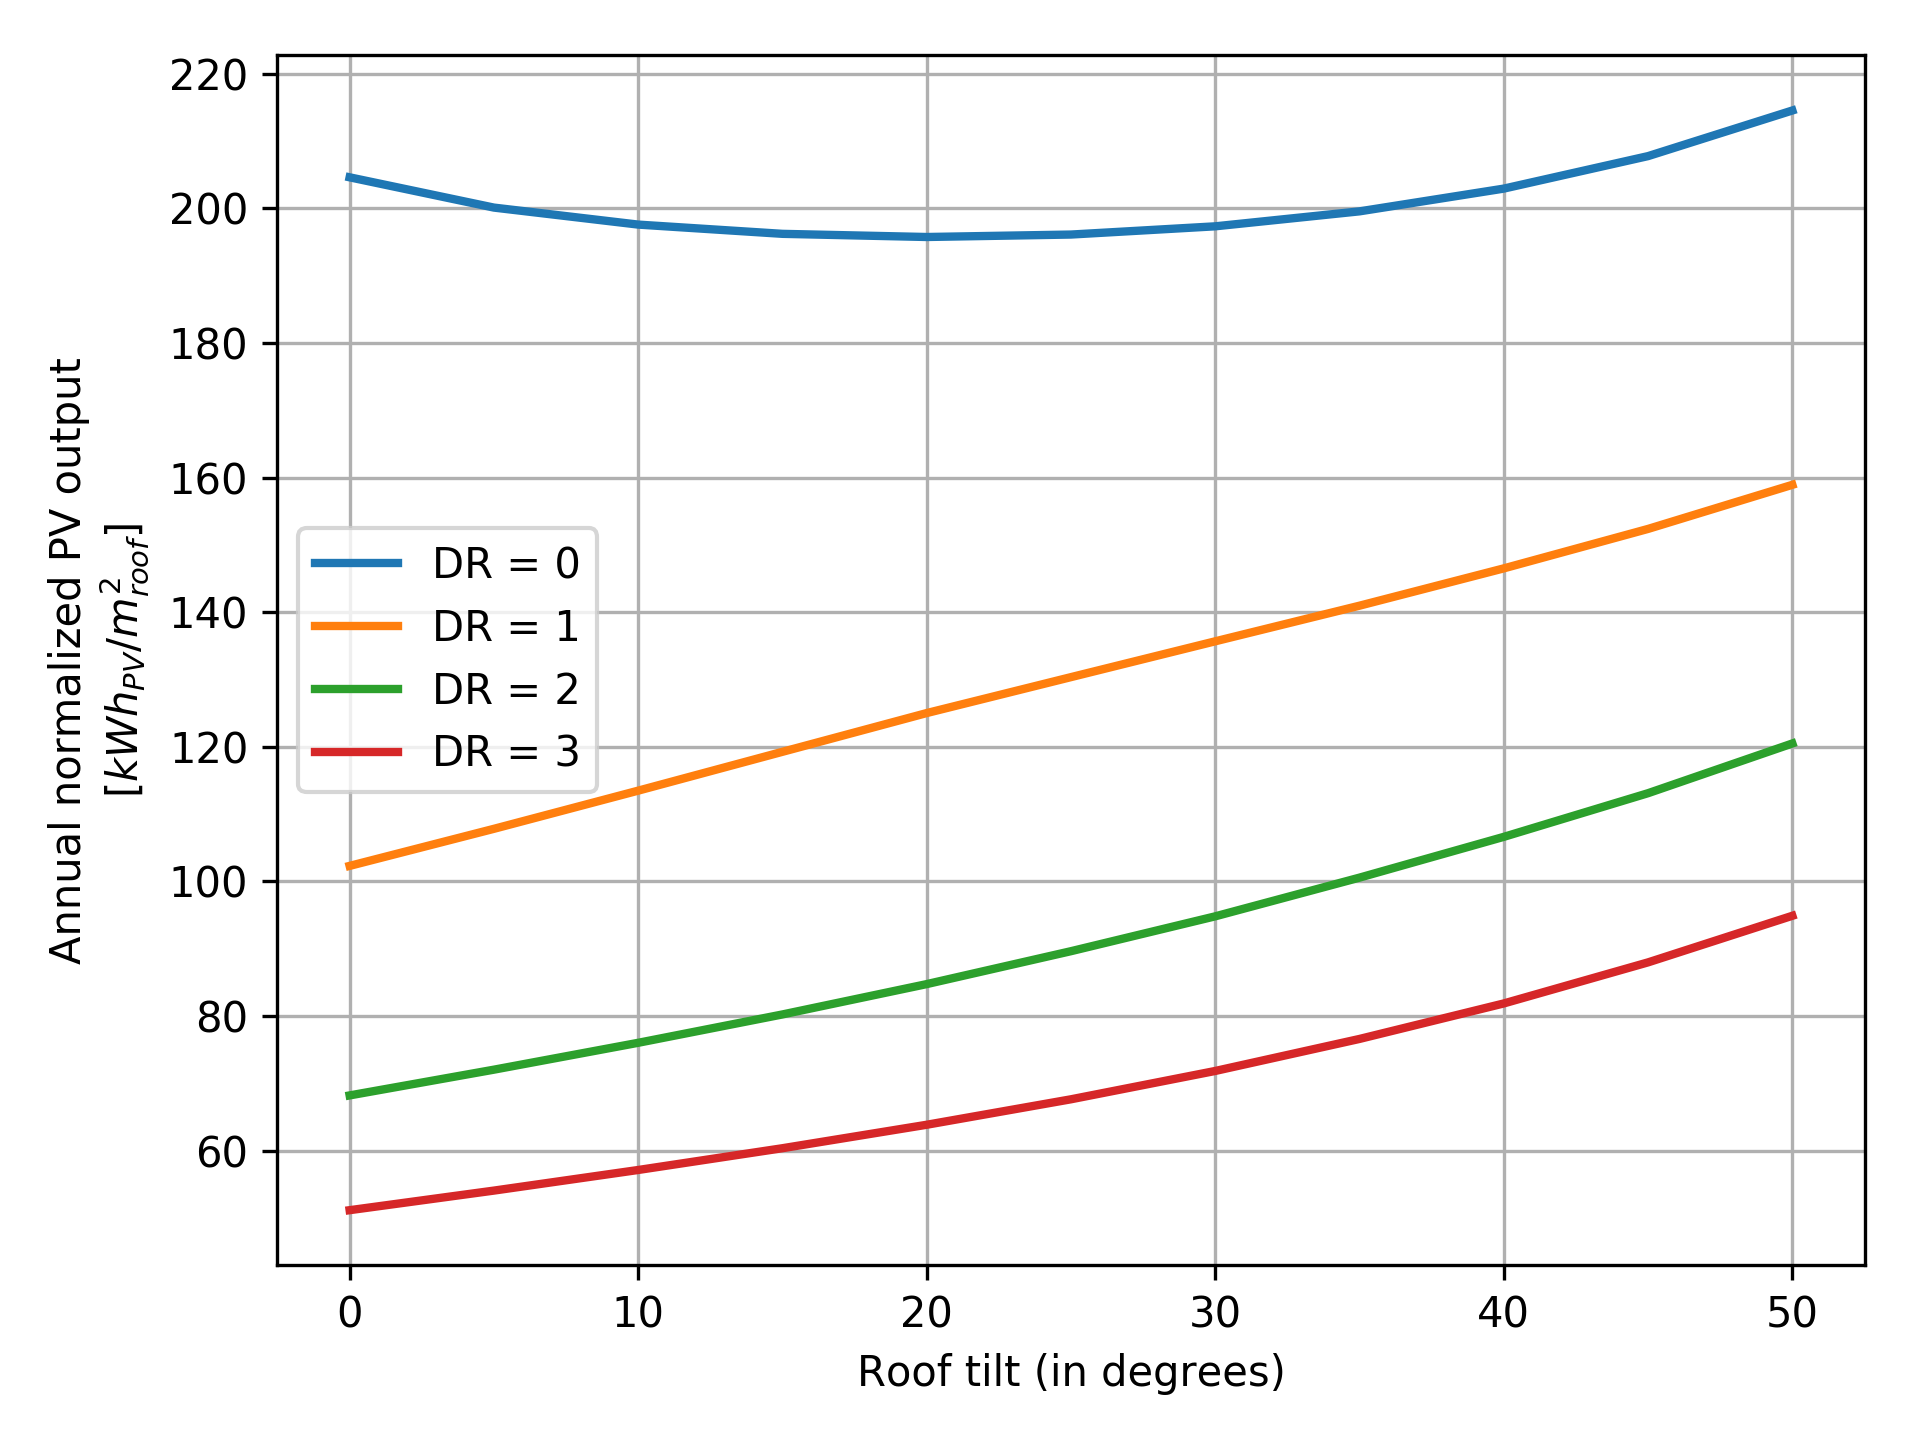 220
200
180
160
140
120
100
80
60
Annual normalized PV output
[kWh_PV/m²_roof]
DR = 0
DR = 1
DR = 2
DR = 3
0 10 20 30 40 50
Roof tilt (in degrees)